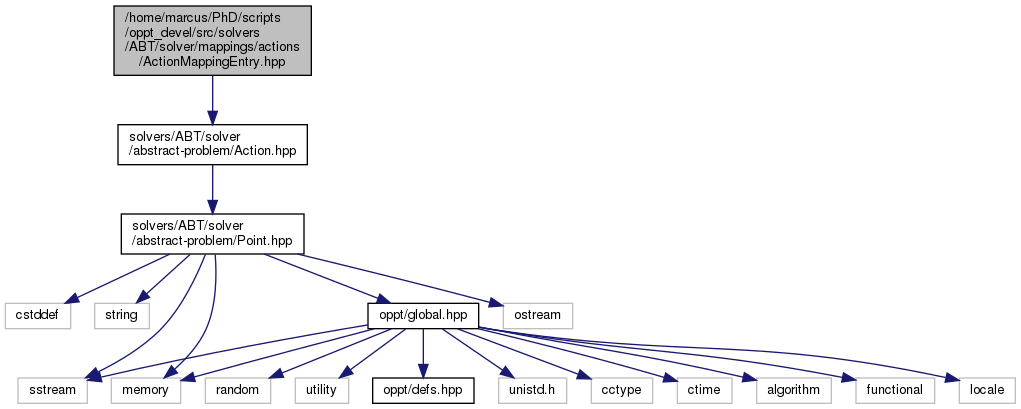 /home/marcus/PhD/scripts
/oppt_devel/src/solvers
/ABT/solver/mappings/actions
/ActionMappingEntry.hpp
solvers/ABT/solver
/abstract-problem/Action.hpp
solvers/ABT/solver
/abstract-problem/Point.hpp
cstddef
string
oppt/global.hpp
ostream
sstream
memory
random
utility
oppt/defs.hpp
unistd.h
cctype
ctime
algorithm
functional
locale